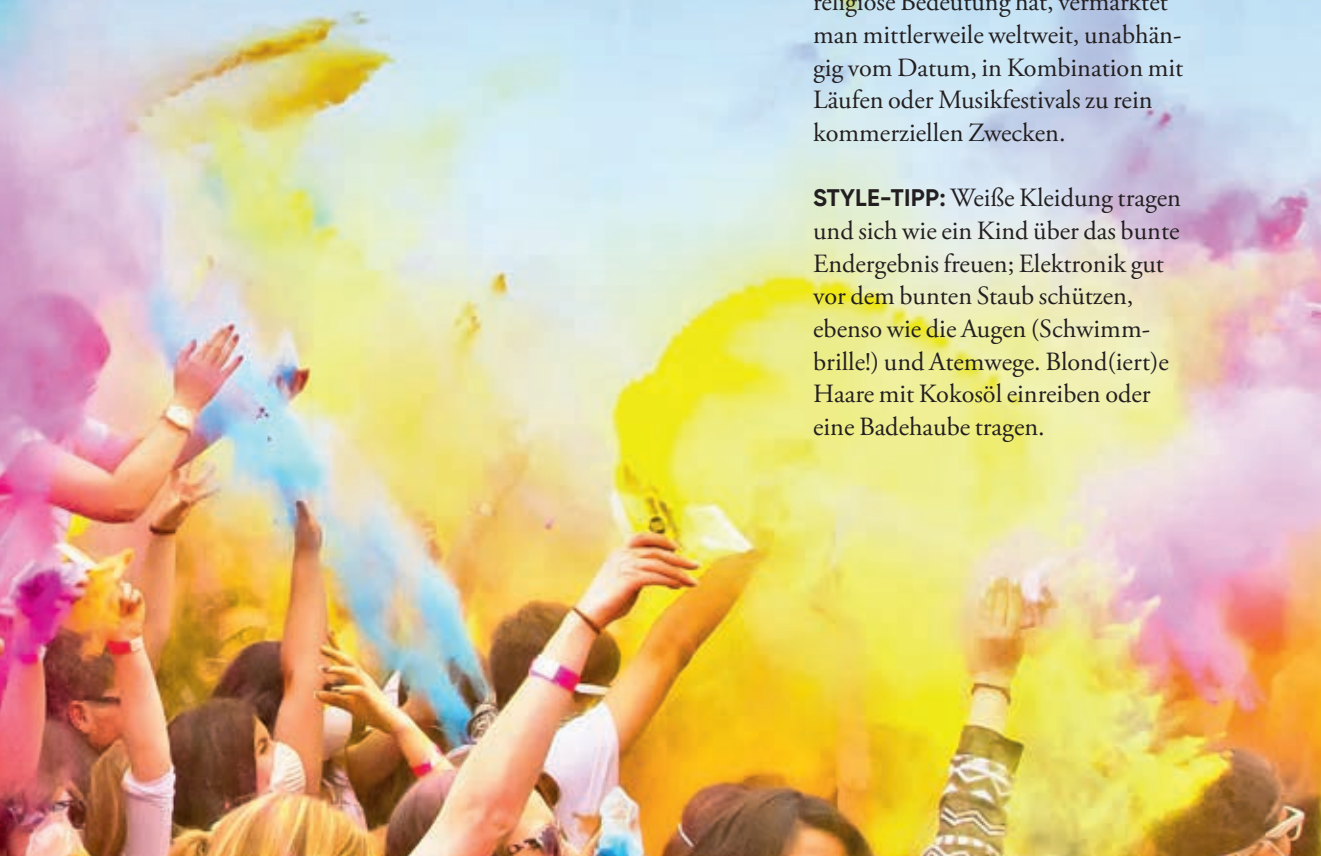 religiöse Bedeutung hat, vermarktet
man mittlerweile weltweit, unabhän-
gig vom Datum, in Kombination mit
Läufen oder Musikfestivals zu rein
kommerziellen Zwecken.
STYLE-TIPP: Weiße Kleidung tragen
und sich wie ein Kind über das bunte
Endergebnis freuen; Elektronik gut
vor dem bunten Staub schützen,
ebenso wie die Augen (Schwimm-
brille!) und Atemwege. Blond(iert)e
Haare mit Kokosöl einreiben oder
eine Badehaube tragen.